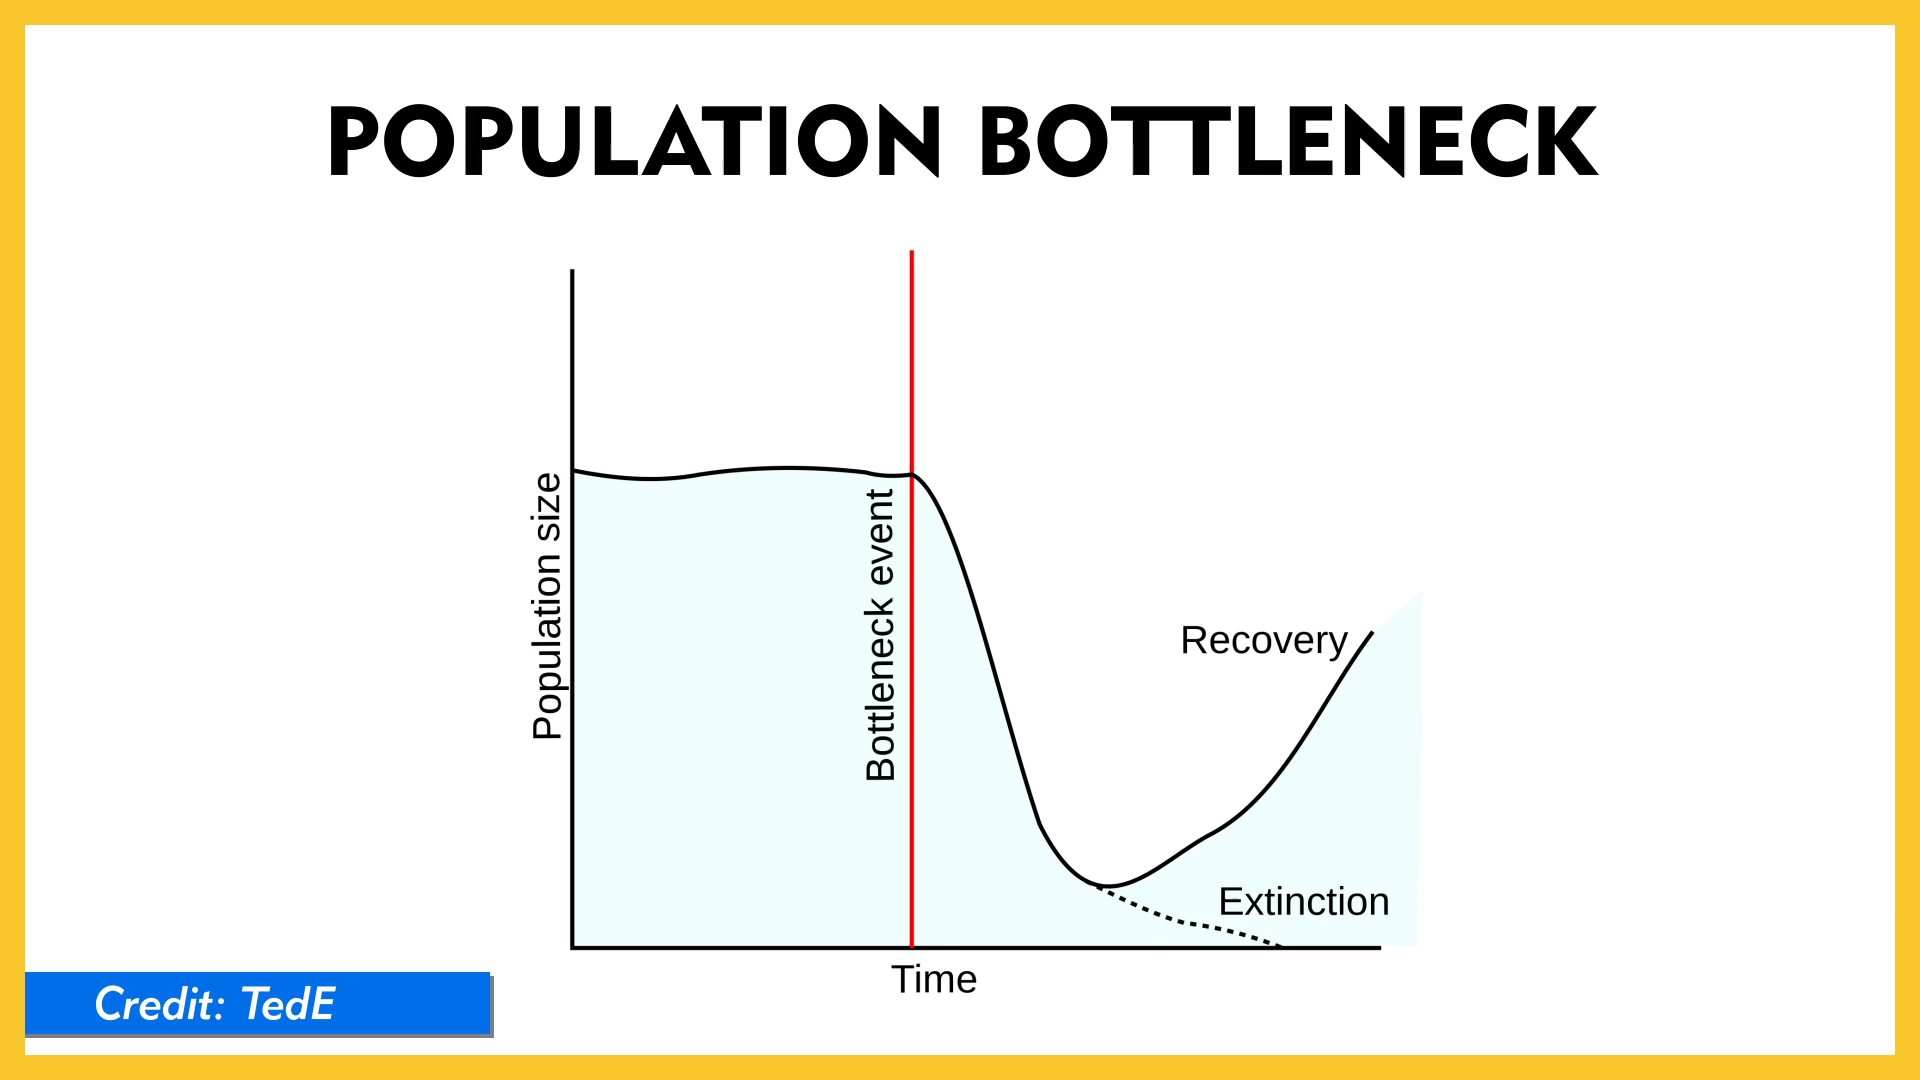 POPULATION BOTTLENECK
Population size
Bottleneck event
Recovery
Extinction
Time
Credit: TedE